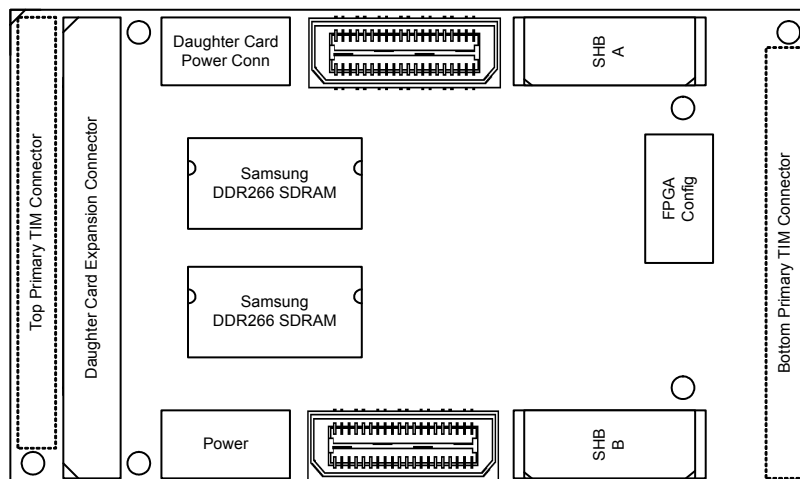 Top Primary TIM Connector
Daughter Card Expansion Connector
Daughter Card
Power Conn
SHB
A
Samsung
DDR266 SDRAM
FPGA
Config
Samsung
DDR266 SDRAM
Power
SHB
B
Bottom Primary TIM Connector